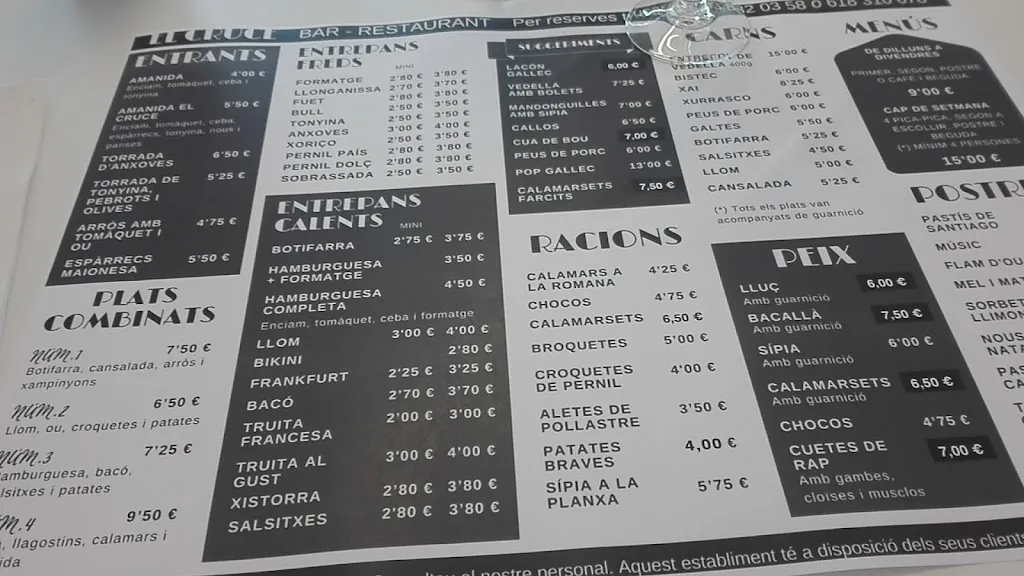 EL CRUCE BAR - RESTAURANT Per reserves
2 03 58 0 618 310 070
ENTRANTS
AMANIDA 4'00 €
Enciam, tomàquet, ceba i
tonyina
AMANIDA EL 5'50 €
CRUCE
Enciam, tomàquet, ceba,
espàrrecs, tonyina, nous i
panses
TORRADA 6'50 €
D'ANXOVES
TORRADA DE 5'25 €
TONYINA,
PEBROTS I
OLIVES
ARRÒS AMB 4'75 €
TOMÀQUET I
OU
ESPÀRRECS 5'50 €
MAIONESA
PLATS
COMBINATS
NÚM.1 7'50 €
Botifarra, cansalada, arròs i
xampinyons
NÚM.2 6'50 €
Llom, ou, croquetes i patates
NÚM.3 7'25 €
amburguesa, bacó,
alsitxes i patates
M.4 9'50 €
, llagostins, calamars i
ida
ENTREPANS
FREDS
MINI
FORMATGE 2'80 € 3'80 €
LLONGANISSA 2'70 € 3'70 €
FUET 2'80 € 3'80 €
BULL 2'50 € 3'50 €
TONYINA 2'50 € 3'50 €
ANXOVES 3'00 € 4'00 €
XORIÇO 2'50 € 3'50 €
PERNIL PAÍS 2'80 € 3'80 €
PERNIL DOLÇ 2'80 € 3'80 €
SOBRASSADA 2'50 € 3'50 €
ENTREPANS
CALENTS
MINI
BOTIFARRA 2'75 € 3'75 €
HAMBURGUESA 3'50 €
+ FORMATGE
HAMBURGUESA 4'50 €
COMPLETA
Enciam, tomàquet, ceba i formatge
LLOM 3'00 € 4'00 €
BIKINI 2'80 €
FRANKFURT 2'25 € 3'25 €
BACÓ 2'70 € 3'70 €
TRUITA 2'00 € 3'00 €
FRANCESA
TRUITA AL 3'00 € 4'00 €
GUST
XISTORRA 2'80 € 3'80 €
SALSITXES 2'80 € 3'80 €
SUGGERIMENTS
LACÓN 6,00 €
GALLEC
VEDELLA 7'25 €
AMB BOLETS
MANDONGUILLES 7'00 €
AMB SIPIA
CALLOS 6'50 €
CUA DE BOU 7,00 €
PEUS DE PORC 6'00 €
POP GALLEC 13'00 €
CALAMARSETS 7,50 €
FARCITS
RACIONS
CALAMARS A 4'25 €
LA ROMANA
CHOCOS 4'75 €
CALAMARSETS 6,50 €
BROQUETES 5'00 €
CROQUETES 4'00 €
DE PERNIL
ALETES DE 3'50 €
POLLASTRE
PATATES 4,00 €
BRAVES
SÍPIA A LA 5'75 €
PLANXA
CARNS
ENTRECOT DE 15'00 €
VEDELLA 400g
BISTEC 6'00 €
XAI 8'25 €
XURRASCO 6'00 €
PEUS DE PORC 6'00 €
GALTES 5'50 €
BOTIFARRA 5'25 €
SALSITXES 4'50 €
LLOM 5'00 €
CANSALADA 5'25 €
(*) Tots els plats van
acompanyats de guarnició
PEIX
LLUÇ 6,00 €
Amb guarnició
BACALLÀ 7,50 €
Amb guarnició
SÍPIA 6'00 €
Amb guarnició
CALAMARSETS 6,50 €
Amb guarnició
CHOCOS 4'75 €
CUETES DE 7,00 €
RAP
Amb gambes,
cloïses i musclos
MENÚS
DE DILLUNS A
DIVENDRES
PRIMER, SEGON, POSTRE
O CAFÈ I BEGUDA
9'00 €
CAP DE SETMANA
4 PICA-PICA, SEGON A
ESCOLLIR, POSTRE I
BEGUDA
(*) MÍNIM 4 PERSONES
15'00 €
POSTR
PASTÍS DE
SANTIAGO
MÚSIC
FLAM D'OU
MEL I MAT
SORBET
LLIMON
NOUS
NATA
PAS
CA
el nostre personal. Aquest establiment té a disposició dels seus clients